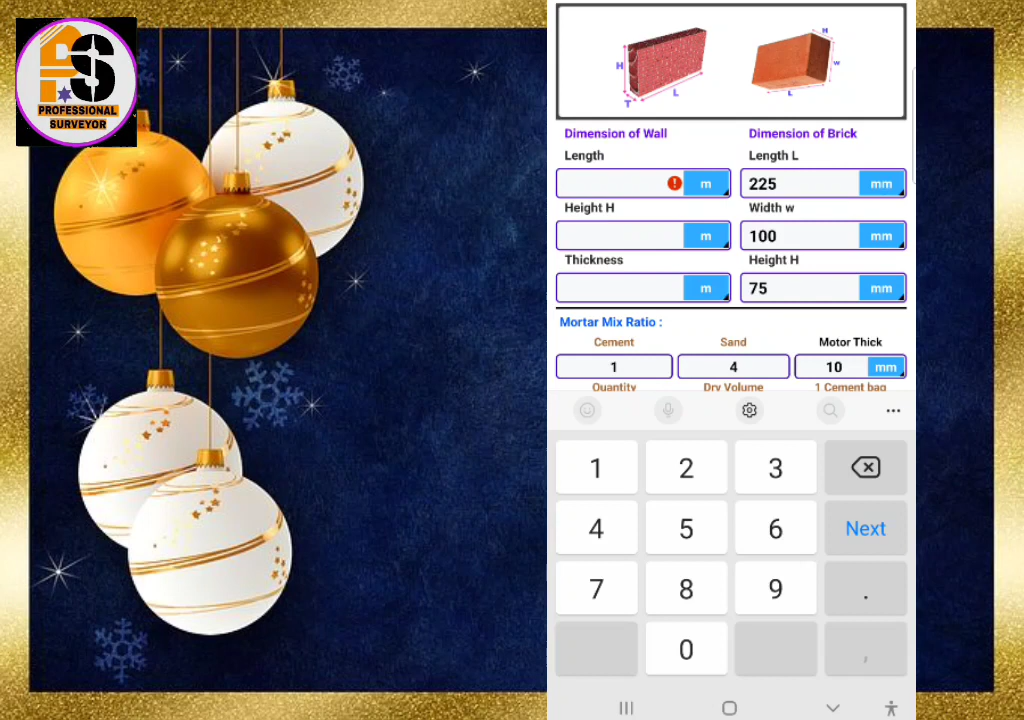 PS
PROFESSIONAL
SURVEYOR
H
T
L
H
W
L
Dimension of Wall
Dimension of Brick
Length
Length L
! m
225 mm
Height H
Width w
m
100 mm
Thickness
Height H
m
75 mm
Mortar Mix Ratio :
Cement
Sand
Motor Thick
1
4
10 mm
Quantity
Dry Volume
1 Cement bag
1
2
3
4
5
6
Next
7
8
9
.
0
,